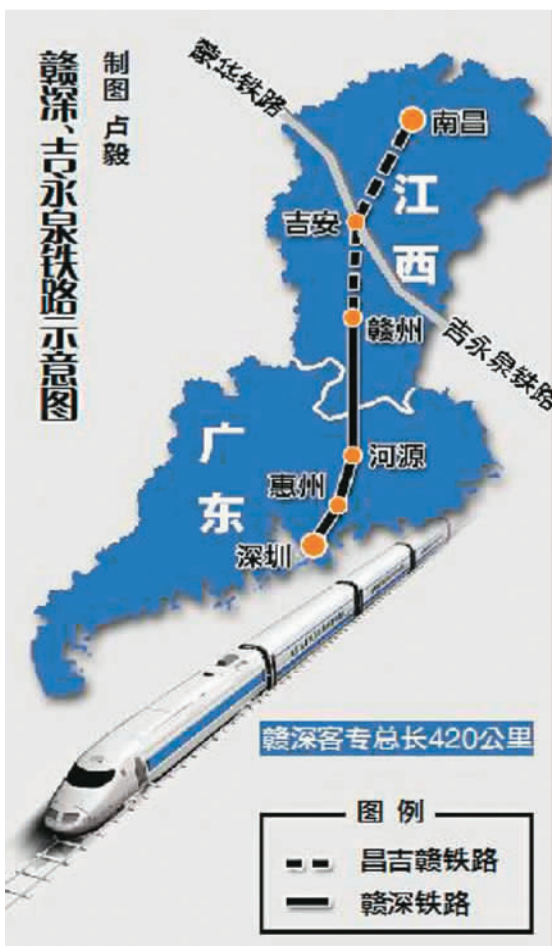 赣深、吉永泉铁路示意图
制图 卢毅
蒙华铁路
南昌
江西
吉安
赣州
吉永泉铁路
广东
河源
惠州
深圳
赣深客专总长420公里
图例
昌吉赣铁路
赣深铁路